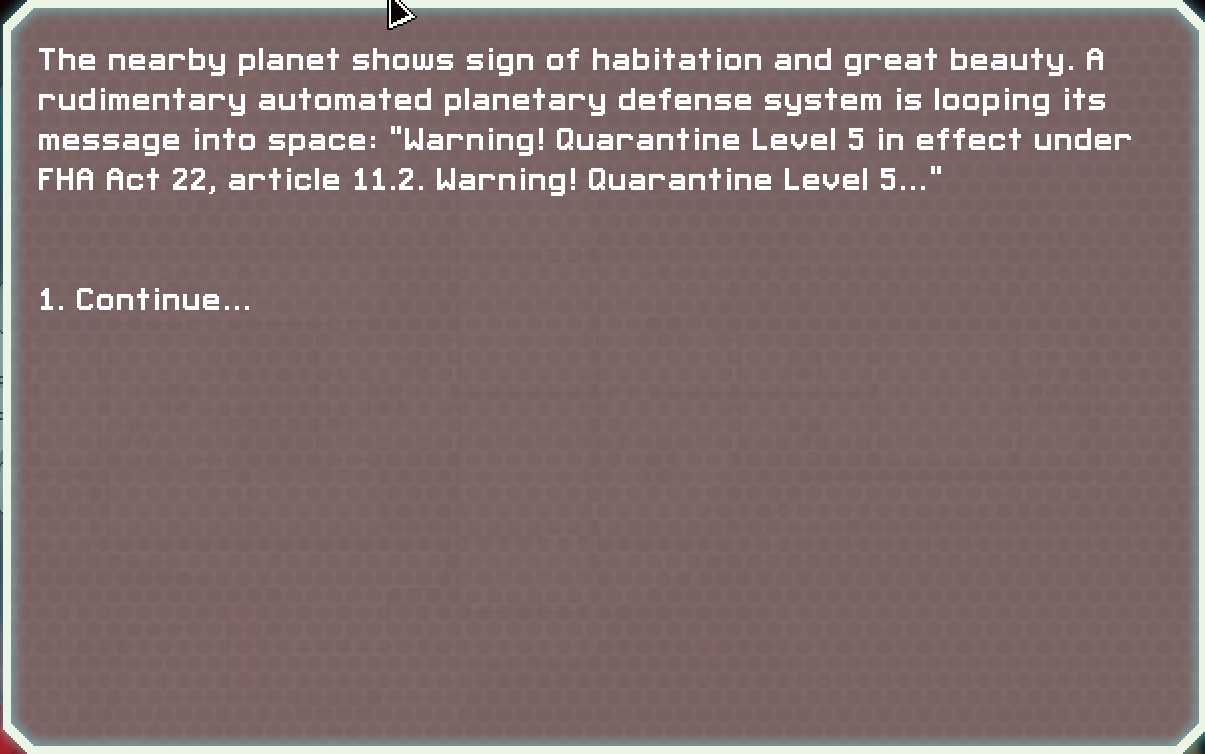 The nearby planet shows sign of habitation and great beauty. A
rudimentary automated planetary defense system is looping its
message into space: "Warning! Quarantine Level 5 in effect under
FHA Act 22, article 11.2. Warning! Quarantine Level 5..."
1. Continue...